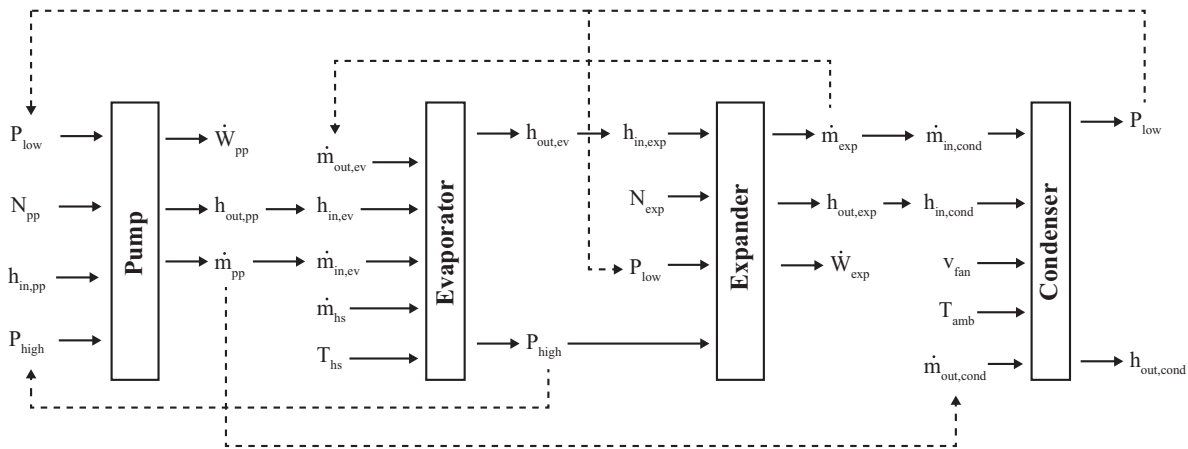 P_low
N_pp
h_in,pp
P_high
Pump
Ẇ_pp
h_out,pp
ṁ_pp
ṁ_out,ev
h_in,ev
ṁ_in,ev
ṁ_hs
T_hs
Evaporator
h_out,ev
P_high
h_in,exp
N_exp
P_low
Expander
ṁ_exp
h_out,exp
Ẇ_exp
ṁ_in,cond
h_in,cond
v_fan
T_amb
ṁ_out,cond
Condenser
P_low
h_out,cond